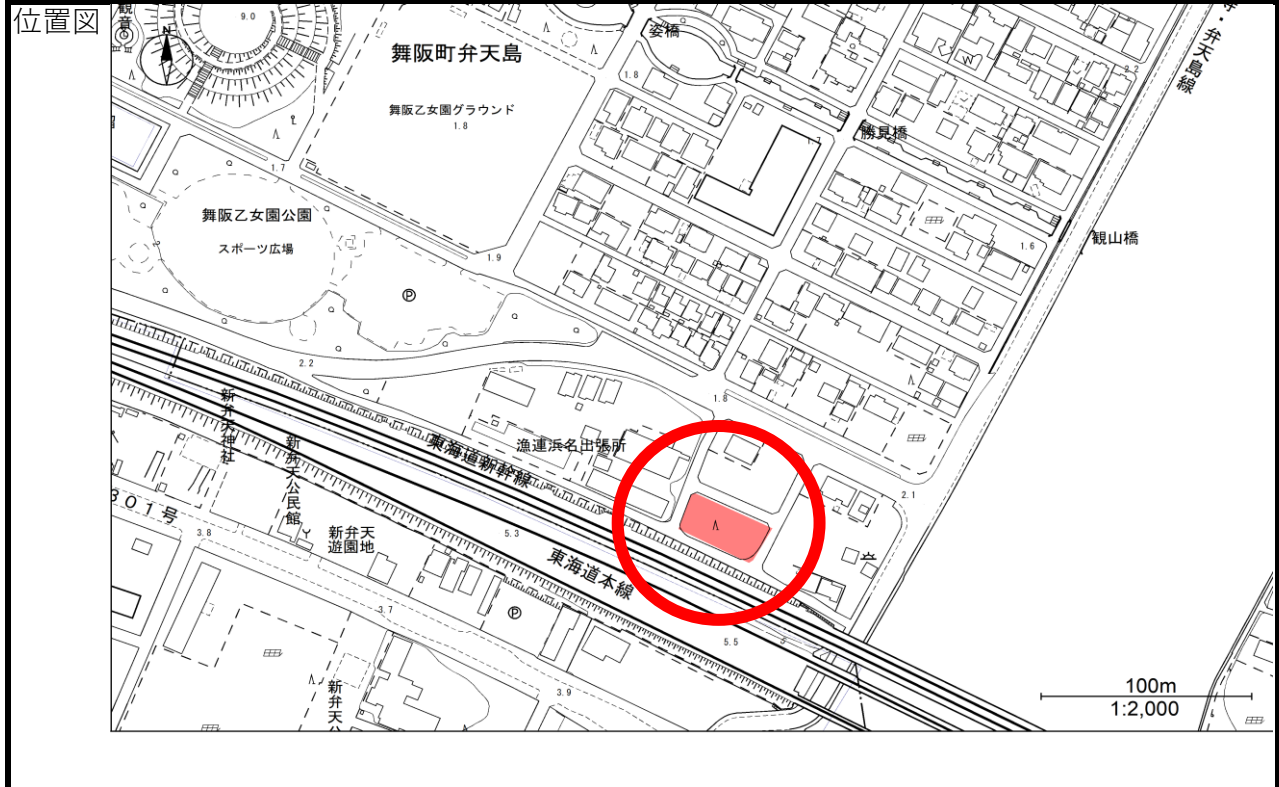 位置図
観音
N
9.0
姿橋
舞阪町弁天島
1.8
舞阪乙女園グラウンド
1.8
弁天島線
2.2
勝見橋
1.7
舞阪乙女園公園
スポーツ広場
1.9
1.6
観山橋
P
2.2
1.8
新弁天神社
新弁天公民館
東海道新幹線
漁連浜名出張所
2.1
301号
3.8
新弁天
遊園地
5.3
東海道本線
3.7
P
5.5
3.9
新弁天公
100m
1:2,000